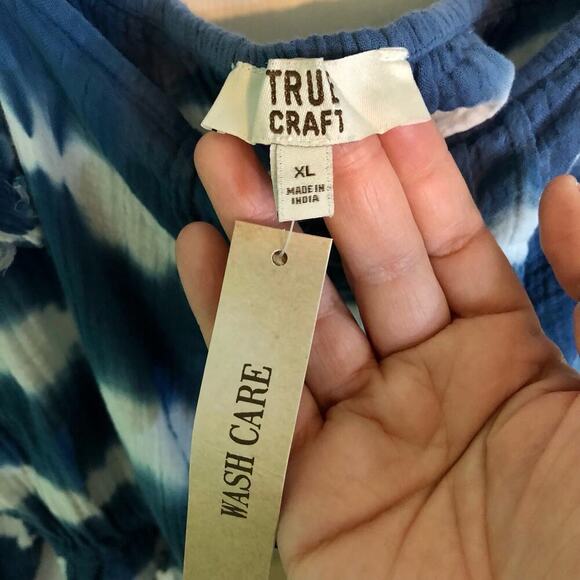 TRUE
CRAFT
XL
MADE IN
INDIA
WASH CARE